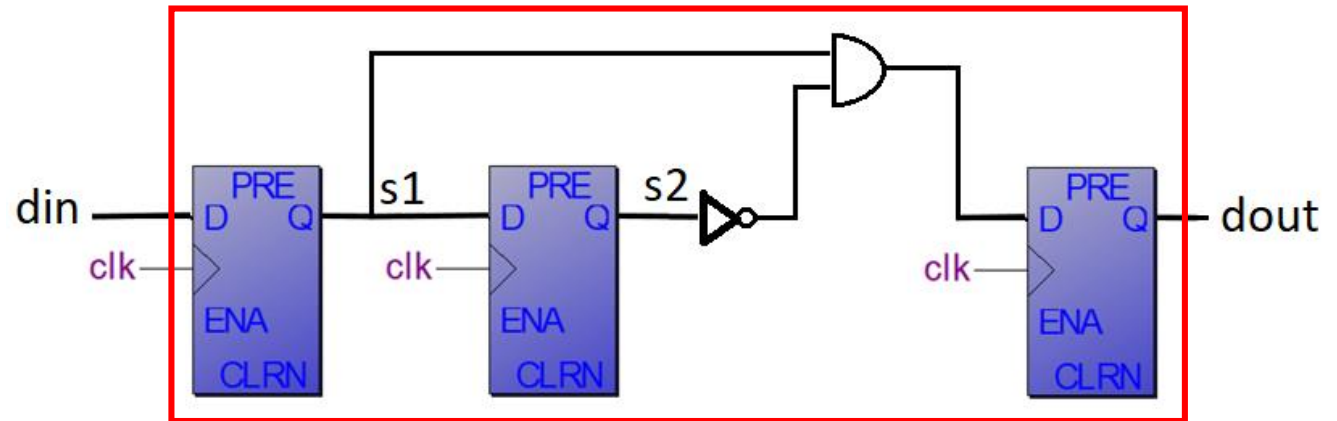 din
D PRE Q
clk
ENA
CLRN
s1
D PRE Q
clk
ENA
CLRN
s2
D PRE Q
clk
ENA
CLRN
dout